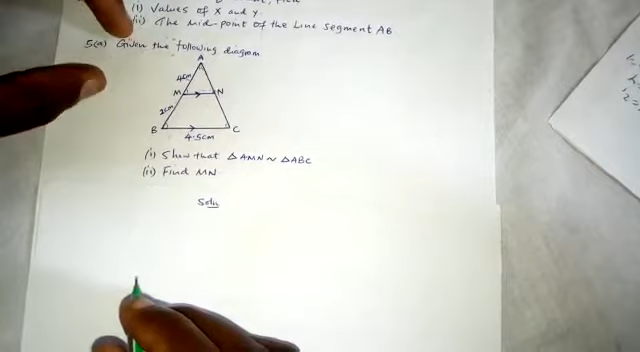 (i) Values of x and y.
(ii) The mid-point of the Line segment AB
5(a) Given the following diagram
A
4cm
M
N
2cm
B
C
4.5cm
(i) Show that △AMN ~ △ABC
(ii) Find MN
Soln